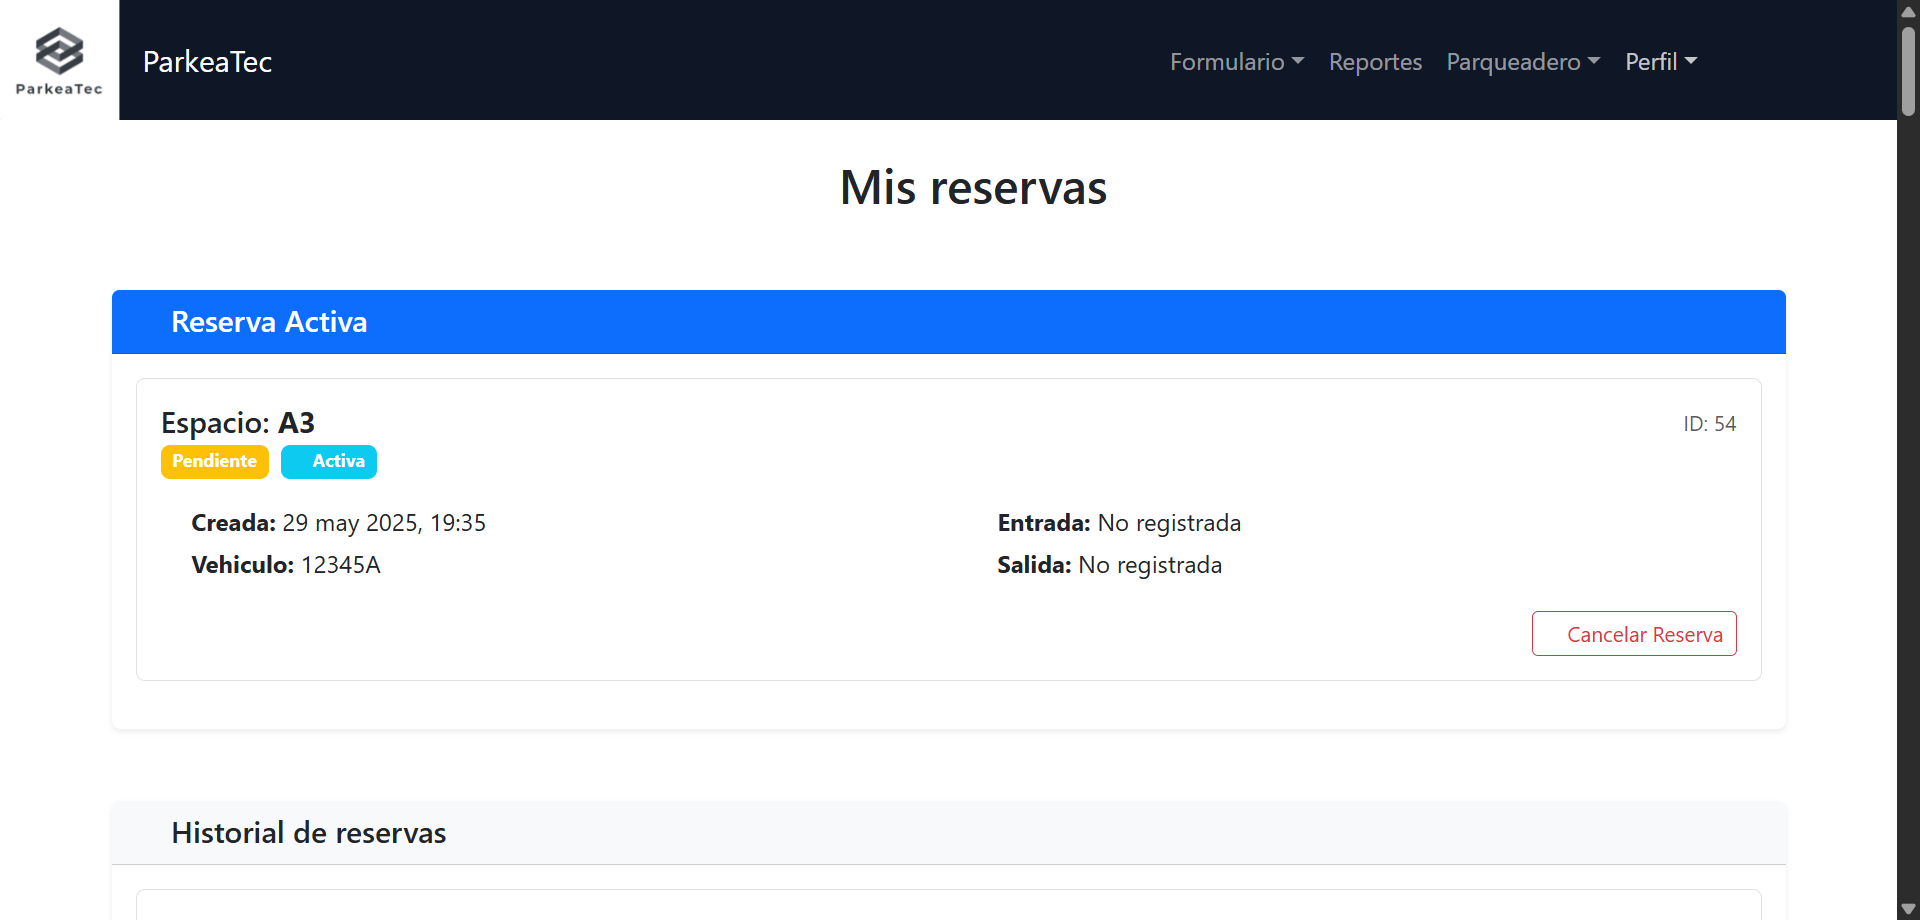 ParkeaTec
ParkeaTec
Formulario Reportes Parqueadero Perfil
Mis reservas
Reserva Activa
Espacio: A3
ID: 54
Pendiente Activa
Creada: 29 may 2025, 19:35
Entrada: No registrada
Vehiculo: 12345A
Salida: No registrada
Cancelar Reserva
Historial de reservas